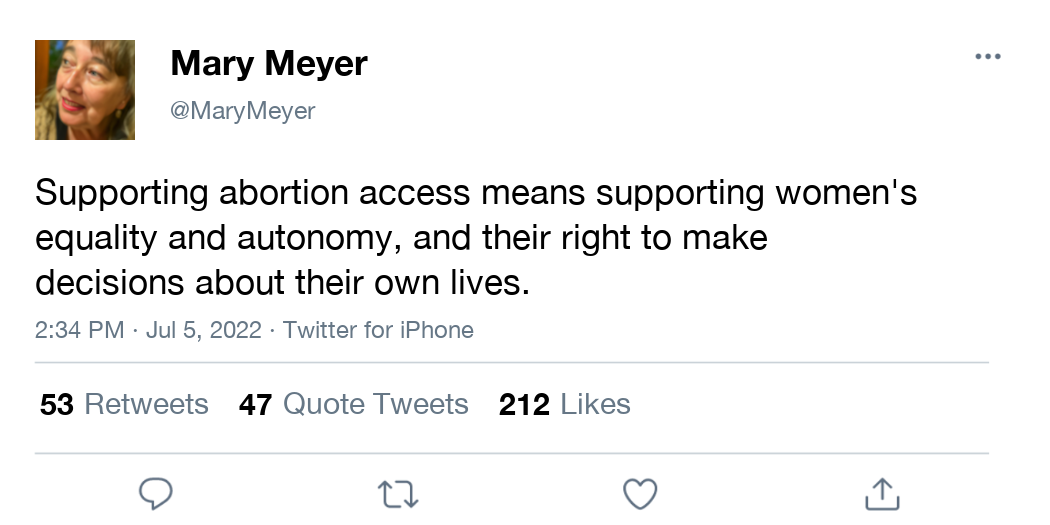 Mary Meyer
@MaryMeyer
Supporting abortion access means supporting women's
equality and autonomy, and their right to make
decisions about their own lives.
2:34 PM · Jul 5, 2022 · Twitter for iPhone
53 Retweets 47 Quote Tweets 212 Likes